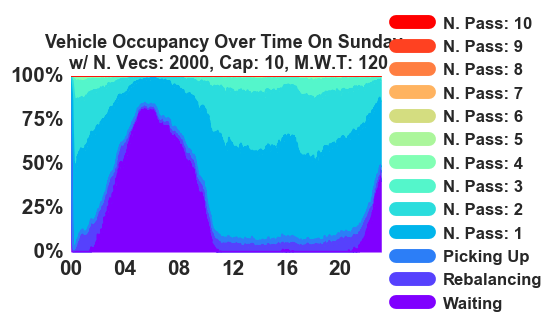 Vehicle Occupancy Over Time On Sunday
w/ N. Vecs: 2000, Cap: 10, M.W.T: 120
100%
75%
50%
25%
0%
00 04 08 12 16 20
N. Pass: 10
N. Pass: 9
N. Pass: 8
N. Pass: 7
N. Pass: 6
N. Pass: 5
N. Pass: 4
N. Pass: 3
N. Pass: 2
N. Pass: 1
Picking Up
Rebalancing
Waiting